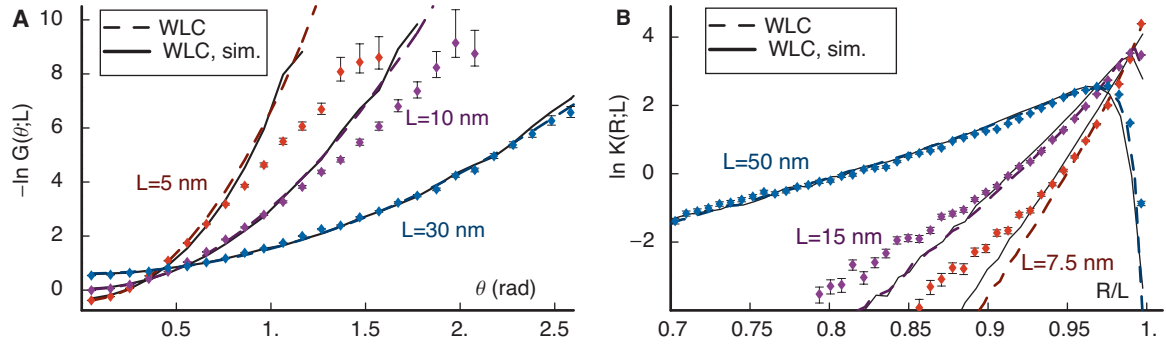 A
WLC
WLC, sim.
−ln G(θ;L)
10
8
6
4
2
0
L=5 nm
L=10 nm
L=30 nm
θ (rad)
0.5
1.
1.5
2.
2.5
B
WLC
WLC, sim.
ln K(R;L)
4
2
0
−2
L=50 nm
L=15 nm
L=7.5 nm
R/L
0.7
0.75
0.8
0.85
0.9
0.95
1.